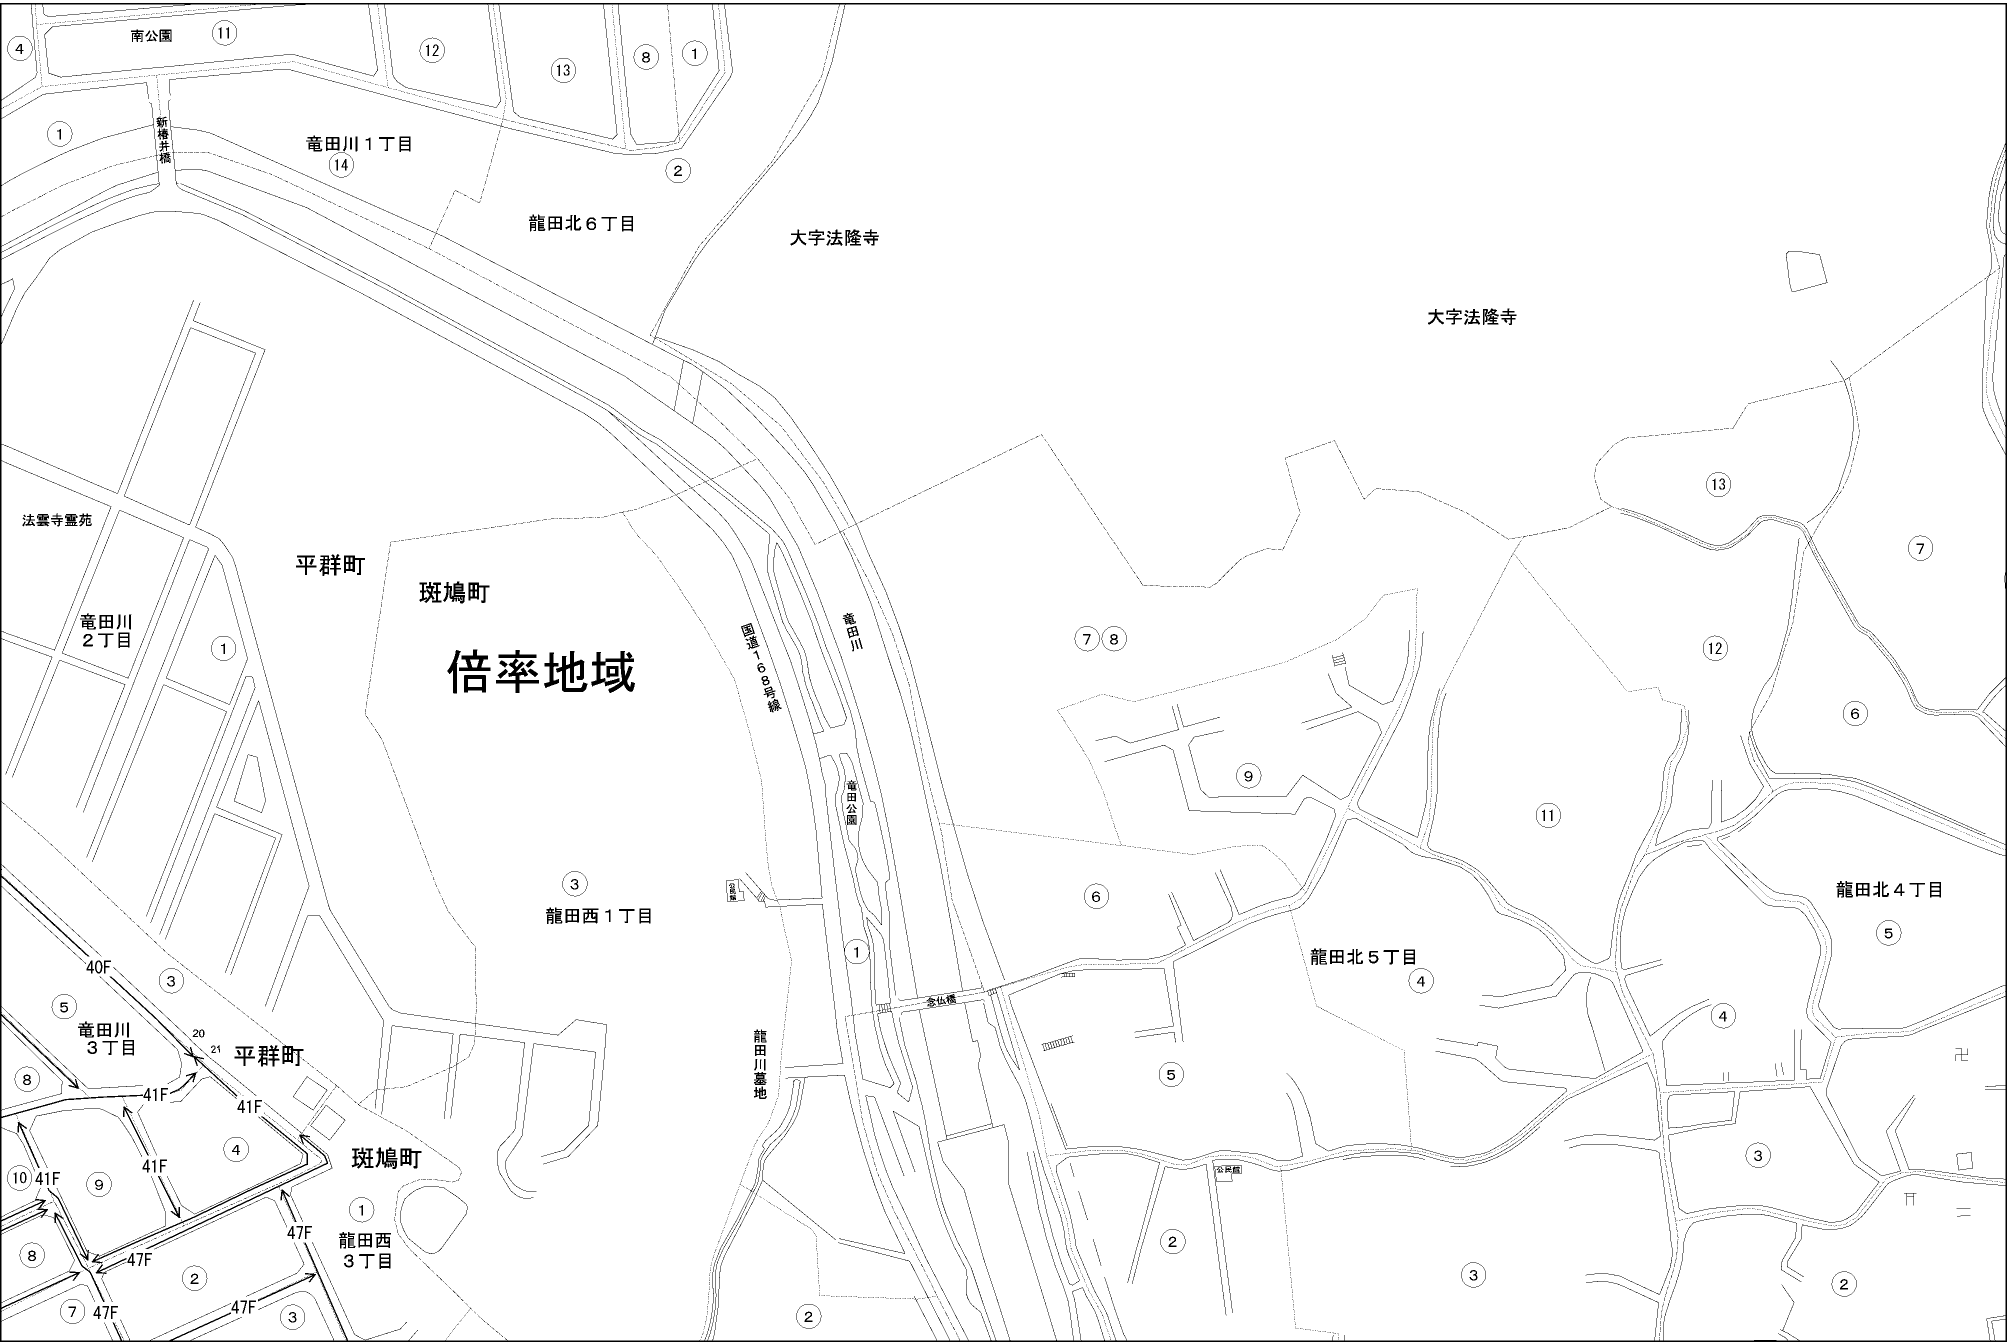 南公園
11
4
12
13
8
1
1
新椿井橋
竜田川１丁目
14
2
龍田北６丁目
大字法隆寺
大字法隆寺
13
法雲寺霊苑
7
平群町
斑鳩町
竜田川
２丁目
1
倍率地域
国道１６８号線
竜田川
7
8
12
6
9
竜田公園
11
3
龍田西１丁目
公民館
6
龍田北４丁目
5
1
龍田北５丁目
4
40F
3
5
念仏橋
4
竜田川
３丁目
20
21
平群町
龍田川墓地
8
5
41F
41F
4
斑鳩町
公民館
3
41F
10
41F
9
1
47F
龍田西
３丁目
2
8
47F
2
3
2
7
47F
47F
3
2